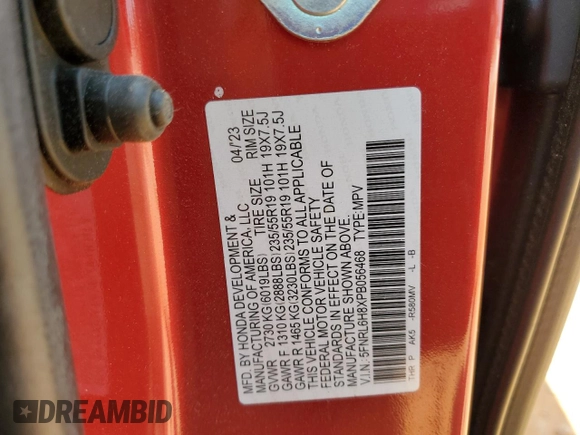 MFD. BY HONDA DEVELOPMENT & 04/'23
MANUFACTURING OF AMERICA, LLC
TIRE SIZE RIM SIZE
GVWR 2730 KG(6019LBS) 235/55R19 101H 19X7.5J
GAWR F 1310 KG(2888LBS) 235/55R19 101H 19X7.5J
GAWR R 1465 KG(3230LBS)
THIS VEHICLE CONFORMS TO ALL APPLICABLE
FEDERAL MOTOR VEHICLE SAFETY
STANDARDS IN EFFECT ON THE DATE OF
MANUFACTURE SHOWN ABOVE.
V.I.N.: 5FNRL6H8XPB056468 TYPE:MPV
THR P AK5 -R580MV -L -B
DREAMBID